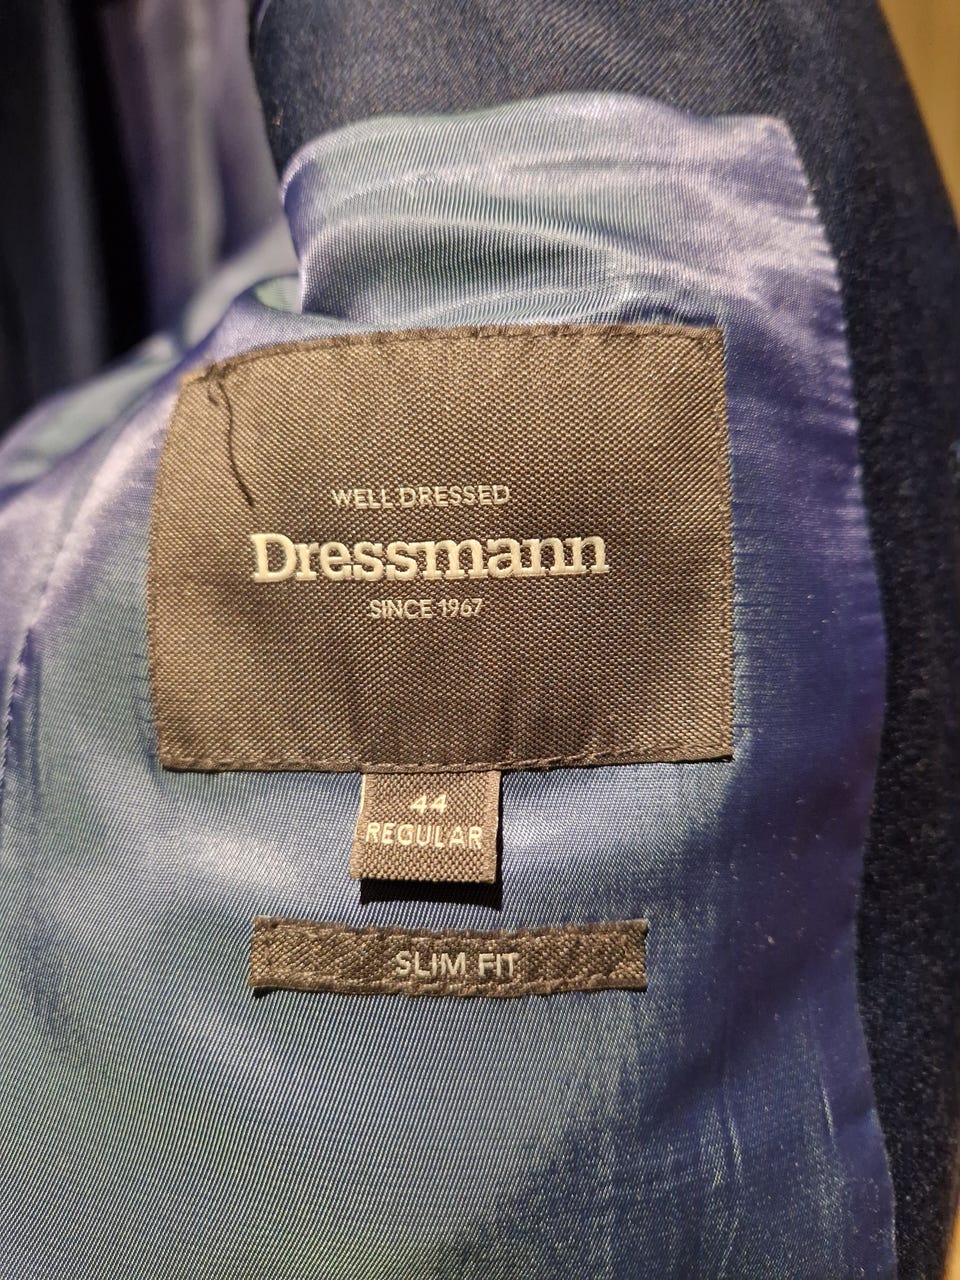 WELL DRESSED
Dressmann
SINCE 1967
44
REGULAR
SLIM FIT